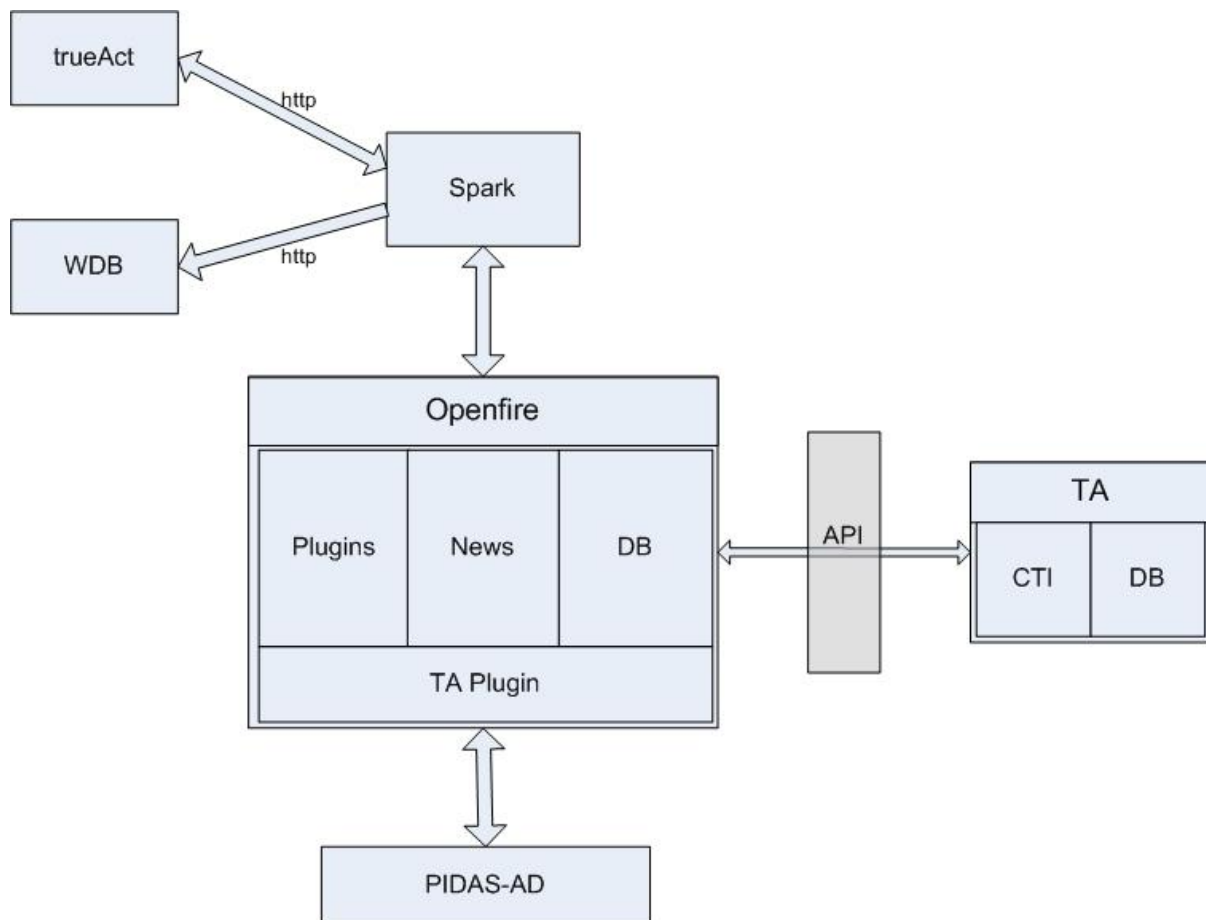 trueAct
http
Spark
WDB
http
Openfire
Plugins
News
DB
TA Plugin
API
TA
CTI
DB
PIDAS-AD